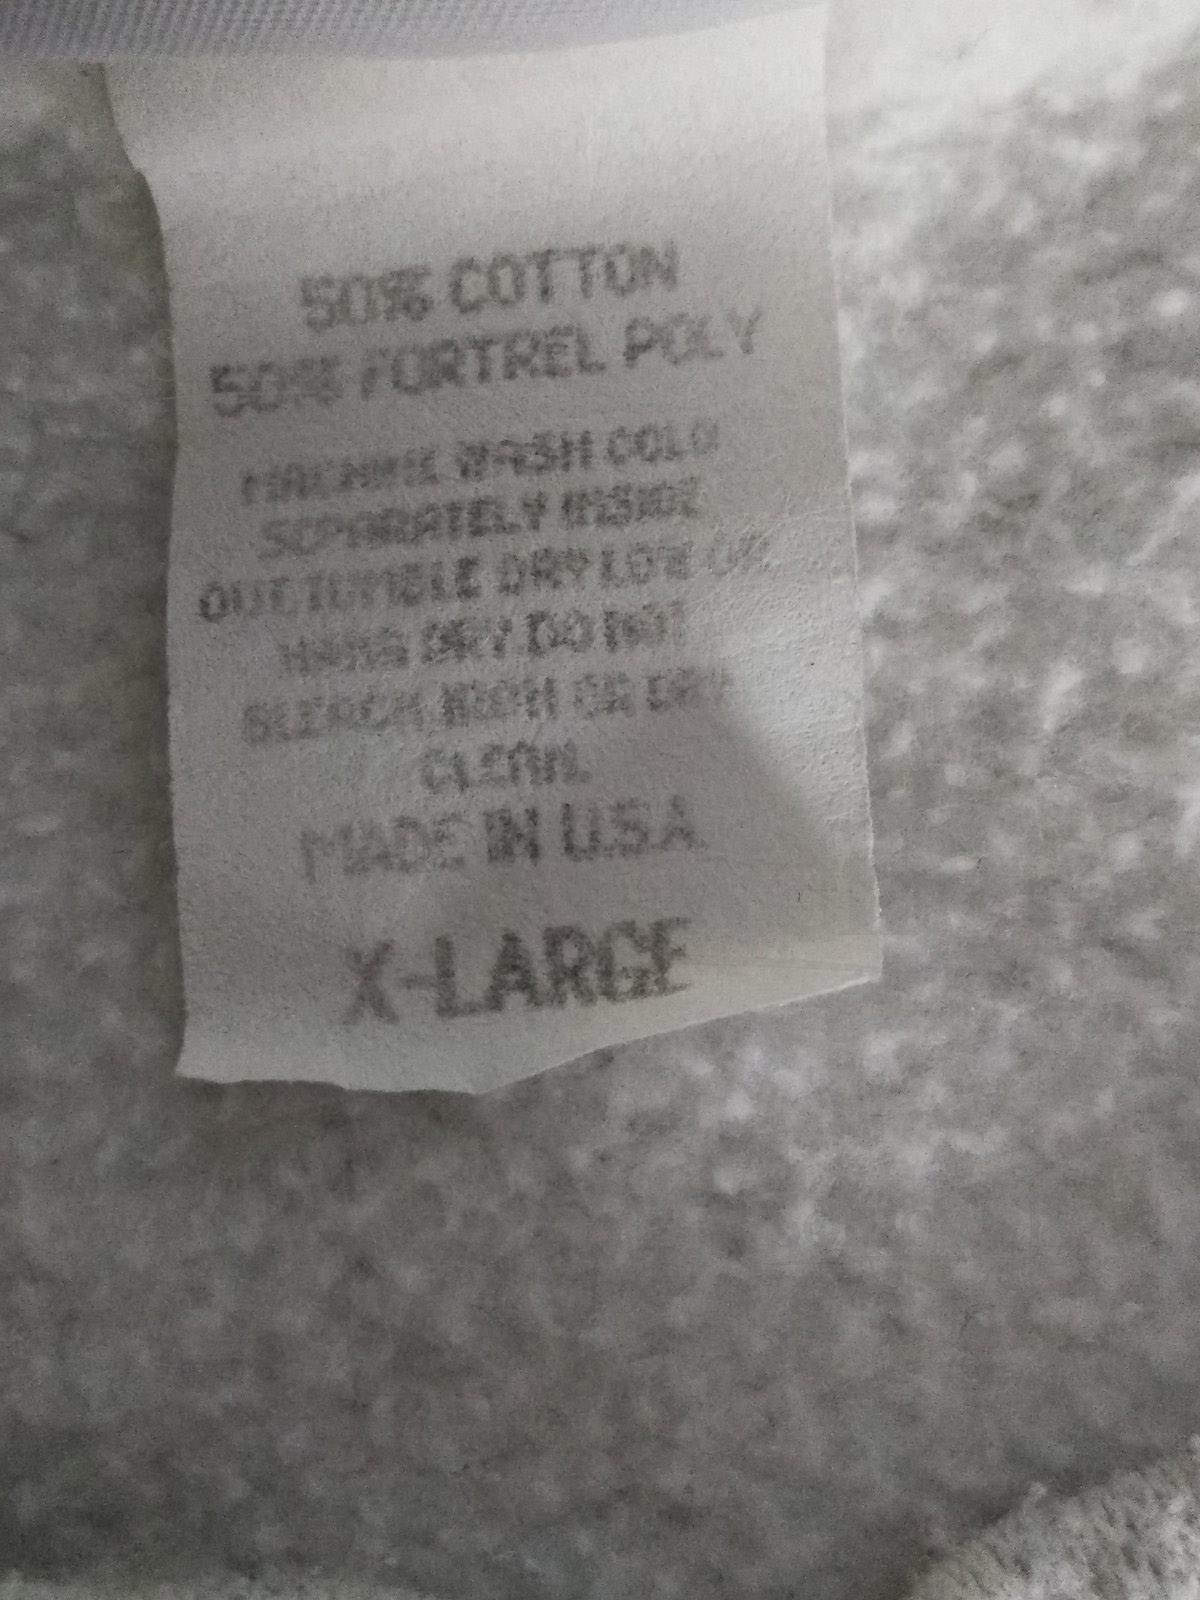 50% COTTON
50% FORTREL POLY
MACHINE WASH COLD
SEPARATELY INSIDE
OUT. TUMBLE DRY LOW OR
HANG DRY. DO NOT
BLEACH, IRON OR DRY
CLEAN.
MADE IN U.S.A.
X-LARGE